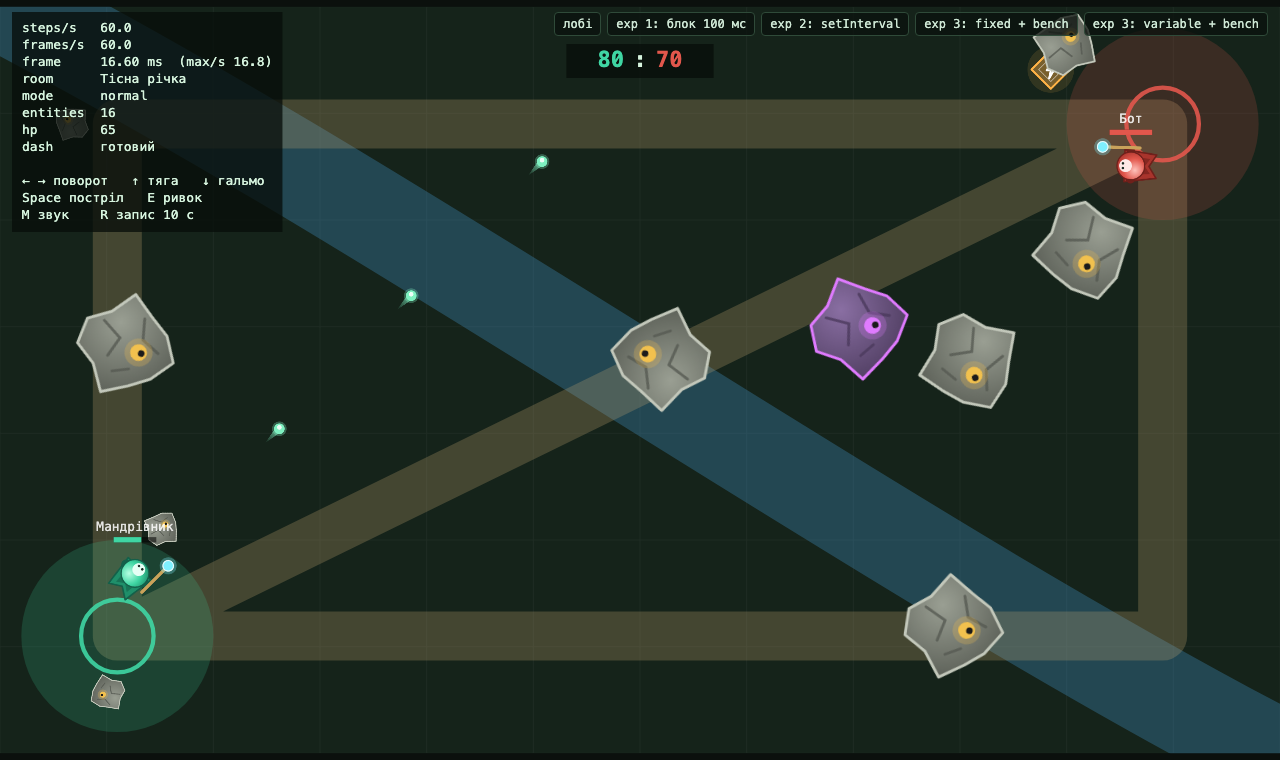 steps/s 60.0
frames/s 60.0
frame 16.60 ms (max/s 16.8)
room Тісна річка
mode normal
entities 16
hp 65
dash готовий
← → поворот ↑ тяга ↓ гальмо
Space постріл E ривок
M звук R запис 10 с
лобі
exp 1: блок 100 мс
exp 2: setInterval
exp 3: fixed + bench
exp 3: variable + bench
80 : 70
Бот
Мандрівник